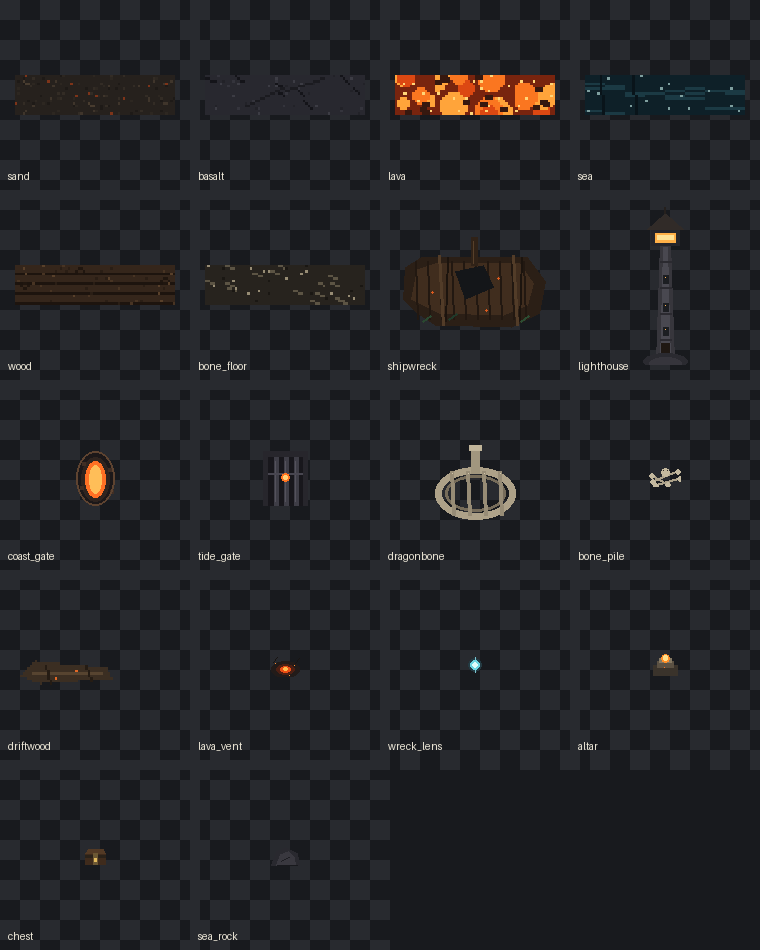 sand
basalt
lava
sea
wood
bone_floor
shipwreck
lighthouse
coast_gate
tide_gate
dragonbone
bone_pile
driftwood
lava_vent
wreck_lens
altar
chest
sea_rock